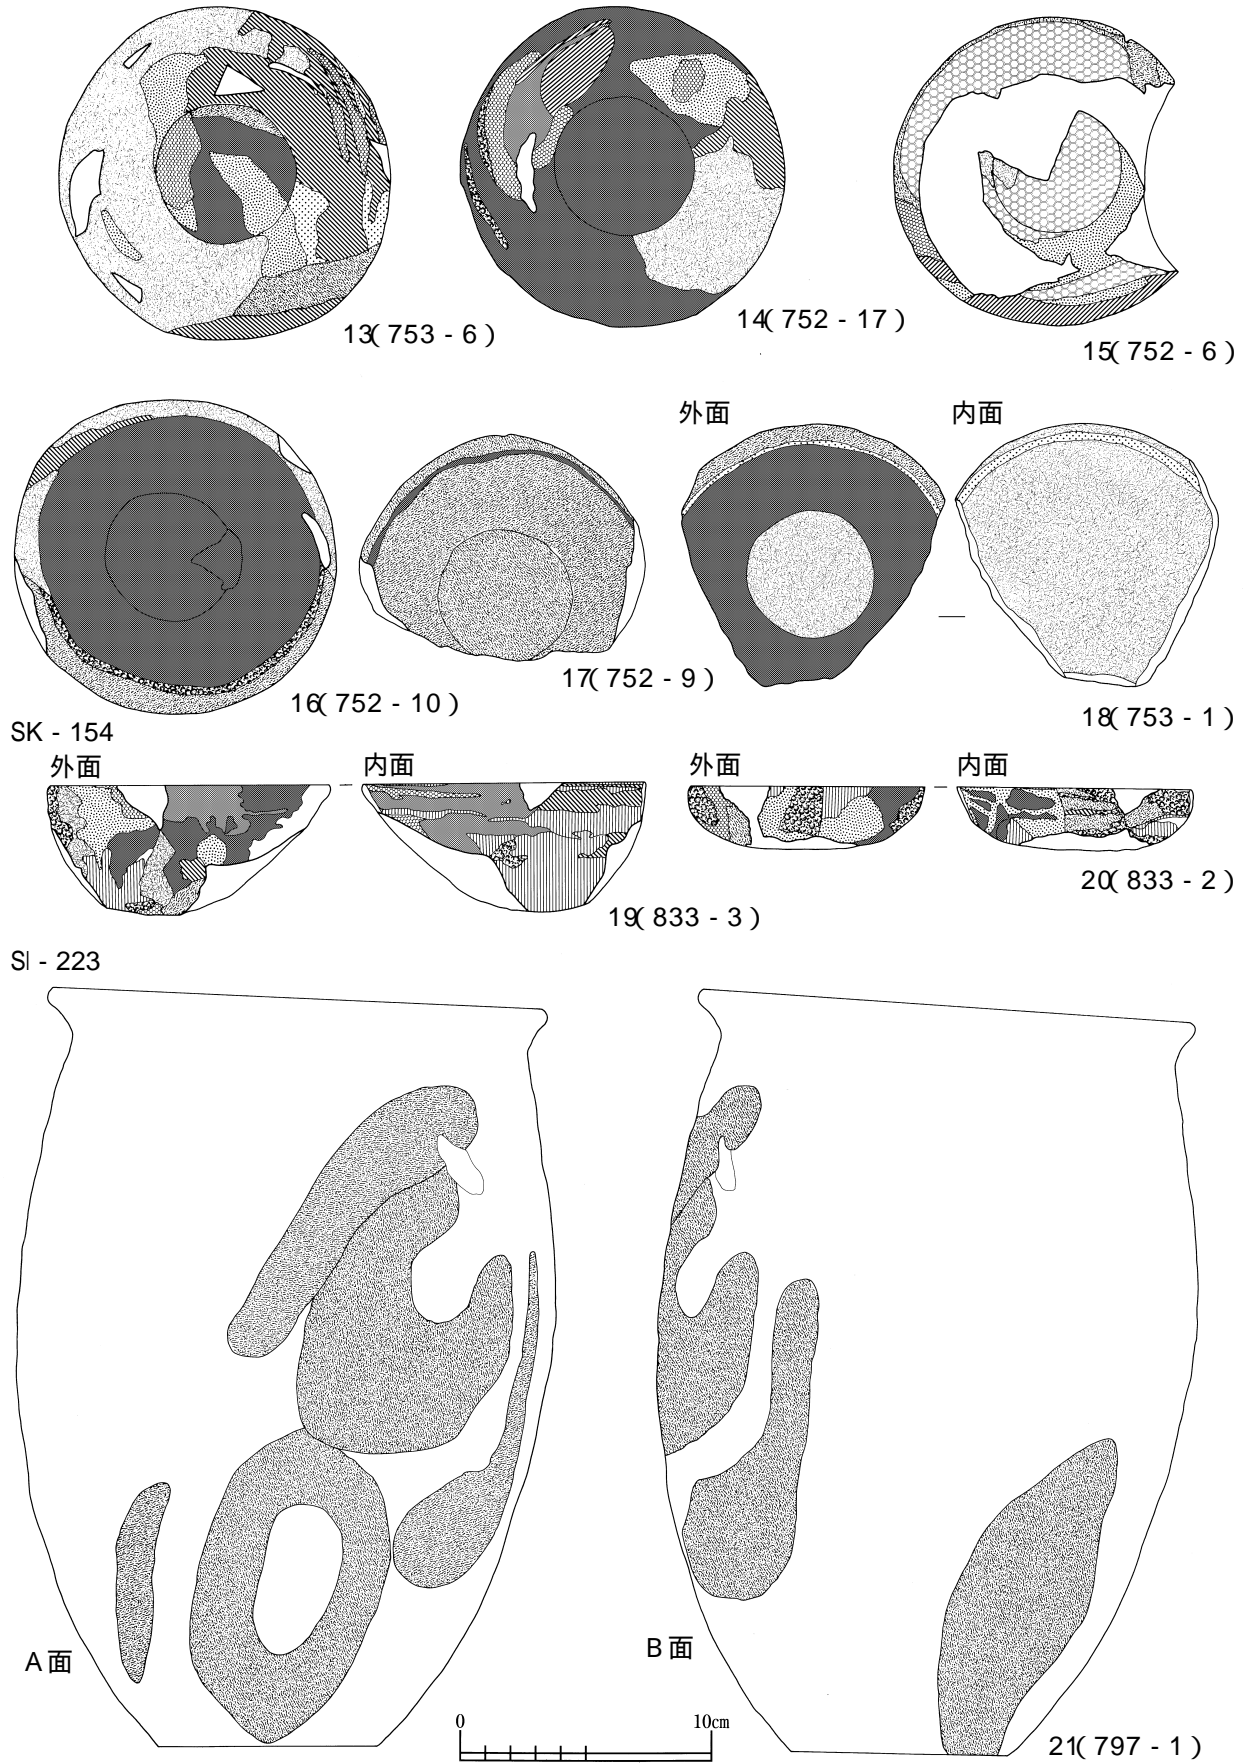 13(753-6)
14(752-17)
15(752-6)
外面 内面
16(752-10)
17(752-9)
18(753-1)
SK-154
外面 内面 外面 内面
19(833-3)
20(833-2)
SI-223
A面 B面
0 10cm
21(797-1)